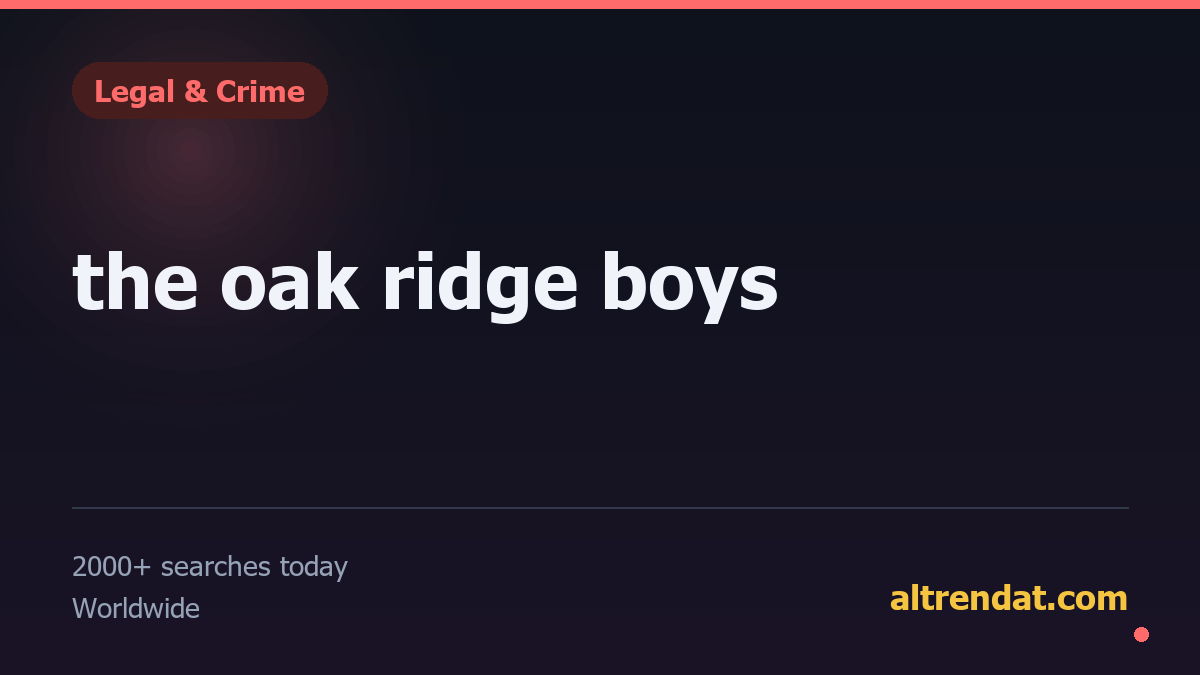 Legal & Crime
the oak ridge boys
2000+ searches today
Worldwide
altrendat.com